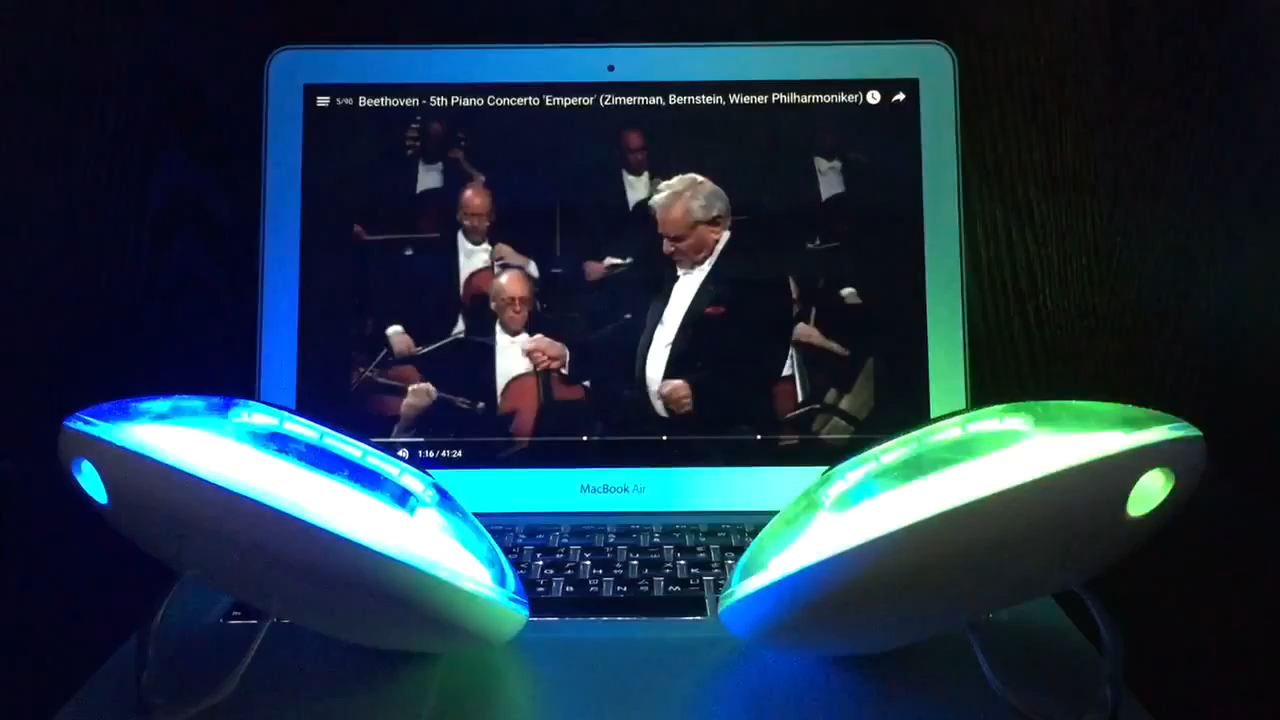 5/90 Beethoven - 5th Piano Concerto 'Emperor' (Zimerman, Bernstein, Wiener Philharmoniker)
1:16 / 41:24
MacBook Air